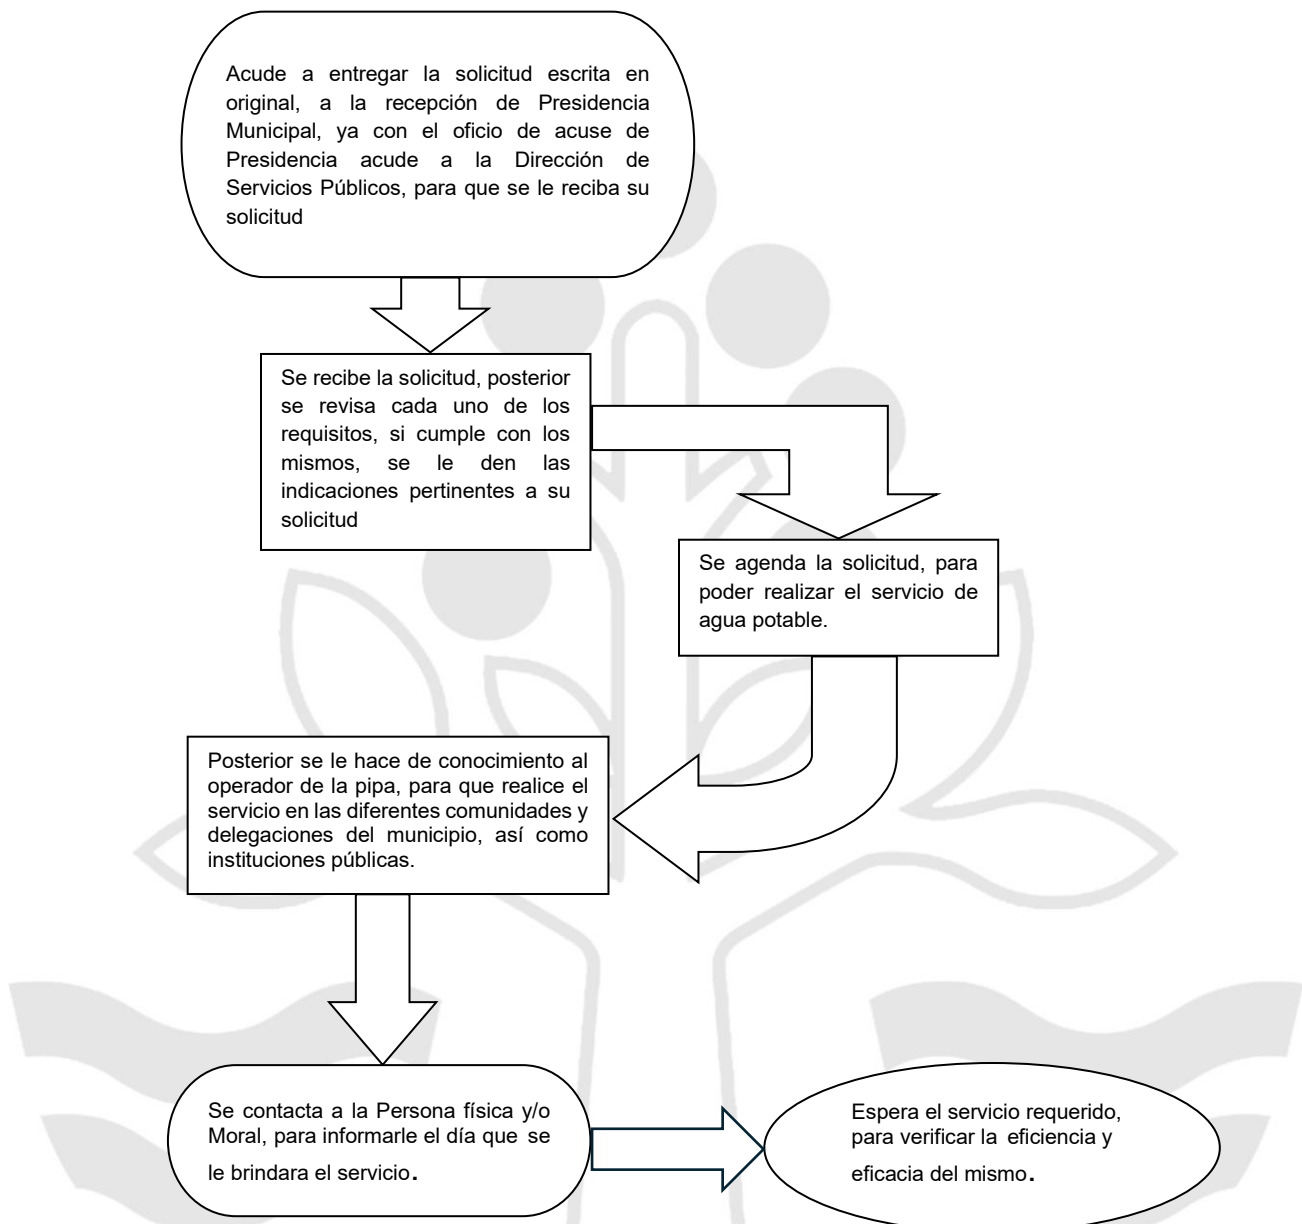 Acude a entregar la solicitud escrita en
original, a la recepción de Presidencia
Municipal, ya con el oficio de acuse de
Presidencia acude a la Dirección de
Servicios Públicos, para que se le reciba su
solicitud
Se recibe la solicitud, posterior
se revisa cada uno de los
requisitos, si cumple con los
mismos, se le den las
indicaciones pertinentes a su
solicitud
Se agenda la solicitud, para
poder realizar el servicio de
agua potable.
Posterior se le hace de conocimiento al
operador de la pipa, para que realice el
servicio en las diferentes comunidades y
delegaciones del municipio, así como
instituciones públicas.
Se contacta a la Persona física y/o
Moral, para informarle el día que se
le brindara el servicio.
Espera el servicio requerido,
para verificar la eficiencia y
eficacia del mismo.